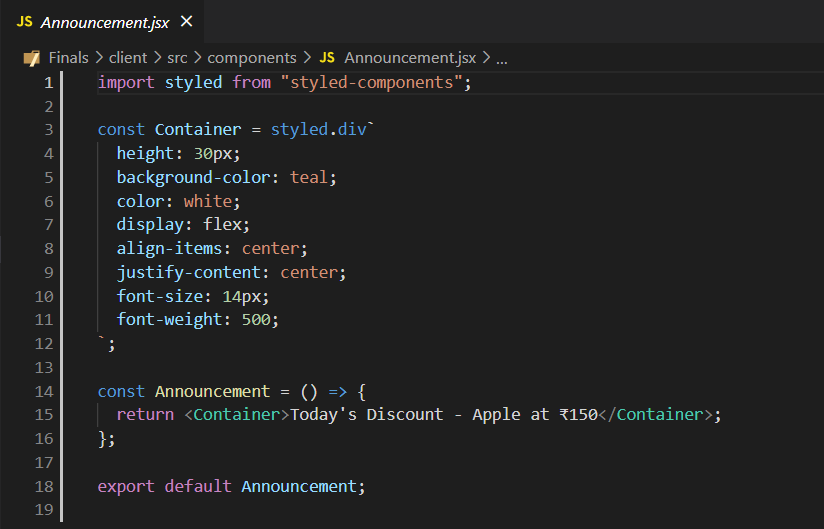 JS Announcement.jsx ×
Finals > client > src > components > JS Announcement.jsx > ...
1 import styled from "styled-components";
2
3 const Container = styled.div`
4 height: 30px;
5 background-color: teal;
6 color: white;
7 display: flex;
8 align-items: center;
9 justify-content: center;
10 font-size: 14px;
11 font-weight: 500;
12 `;
13
14 const Announcement = () => {
15 return <Container>Today's Discount - Apple at ₹150</Container>;
16 };
17
18 export default Announcement;
19